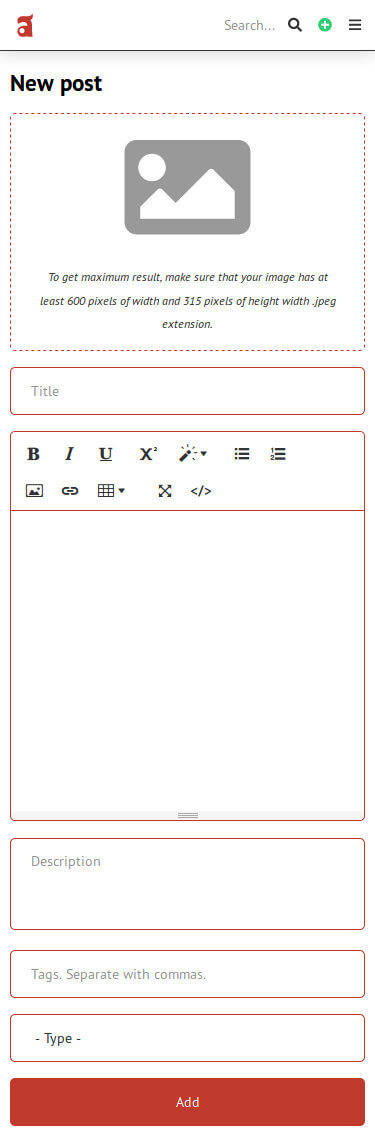 a
Search...
New post
To get maximum result, make sure that your image has at
least 600 pixels of width and 315 pixels of height width .jpeg
extension.
Title
B I U X²
</>
Description
Tags. Separate with commas.
- Type -
Add